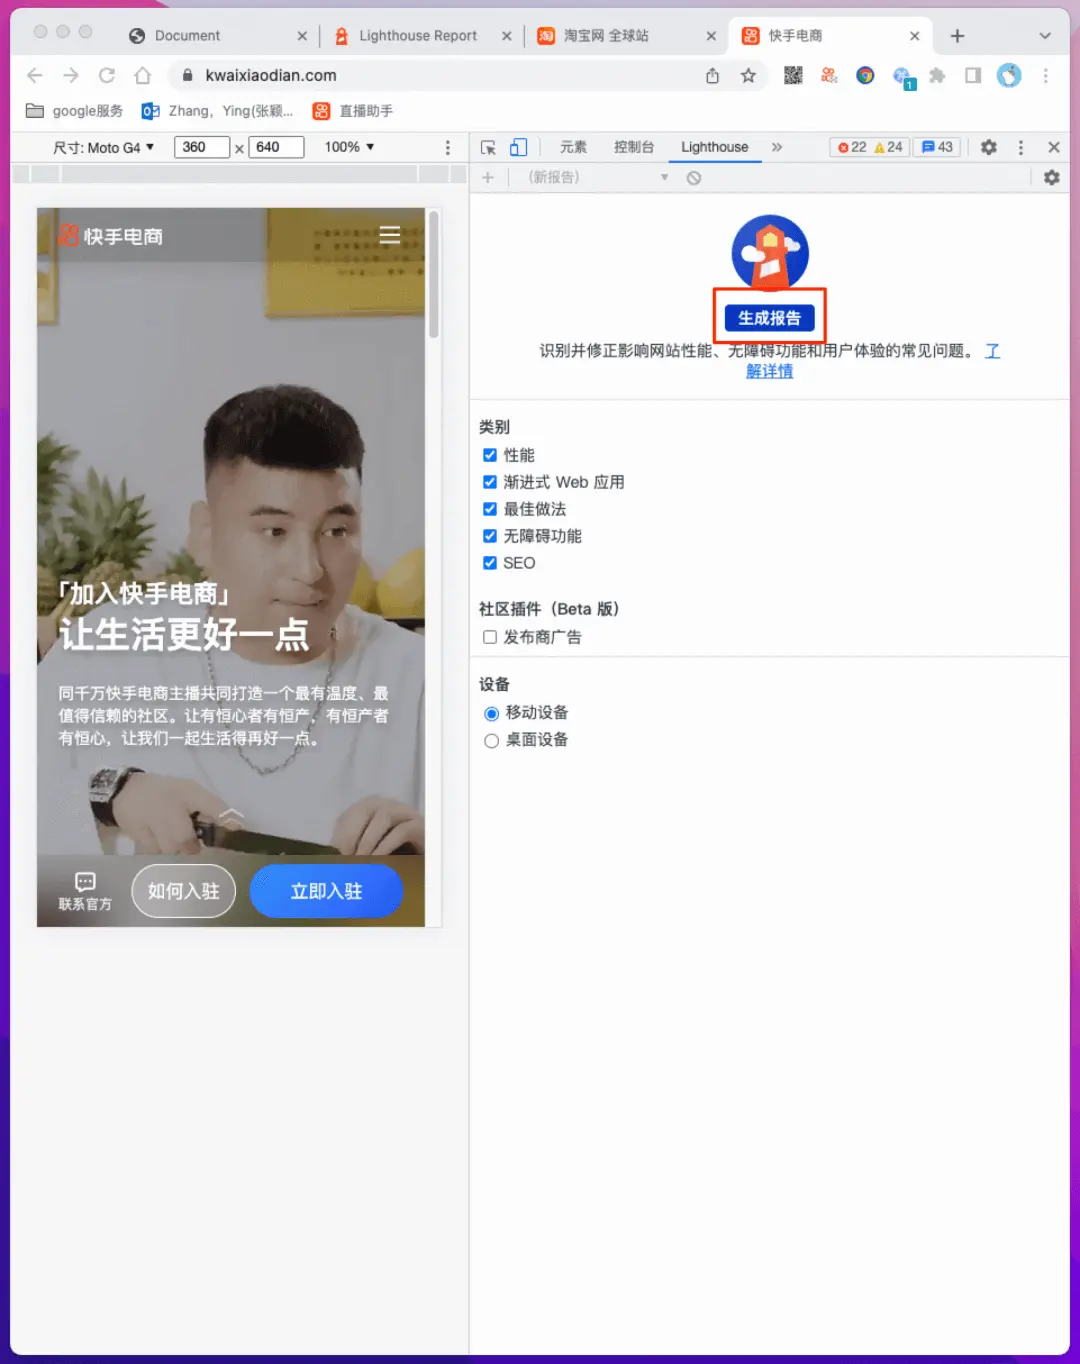 Document
Lighthouse Report
淘宝网 全球站
快手电商
kwaixiaodian.com
1
google服务
Zhang，Ying(张颖...
直播助手
尺寸: Moto G4 ▼
360 x 640
100% ▼
元素
控制台
Lighthouse
»
22
24
43
(新报告)
快手电商
生成报告
识别并修正影响网站性能、无障碍功能和用户体验的常见问题。 了
解详情
类别
性能
渐进式 Web 应用
最佳做法
无障碍功能
SEO
社区插件（Beta 版）
发布商广告
设备
移动设备
桌面设备
「加入快手电商」
让生活更好一点
同千万快手电商主播共同打造一个最有温度、最
值得信赖的社区。让有恒心者有恒产，有恒产者
有恒心，让我们一起生活得再好一点。
联系官方
如何入驻
立即入驻